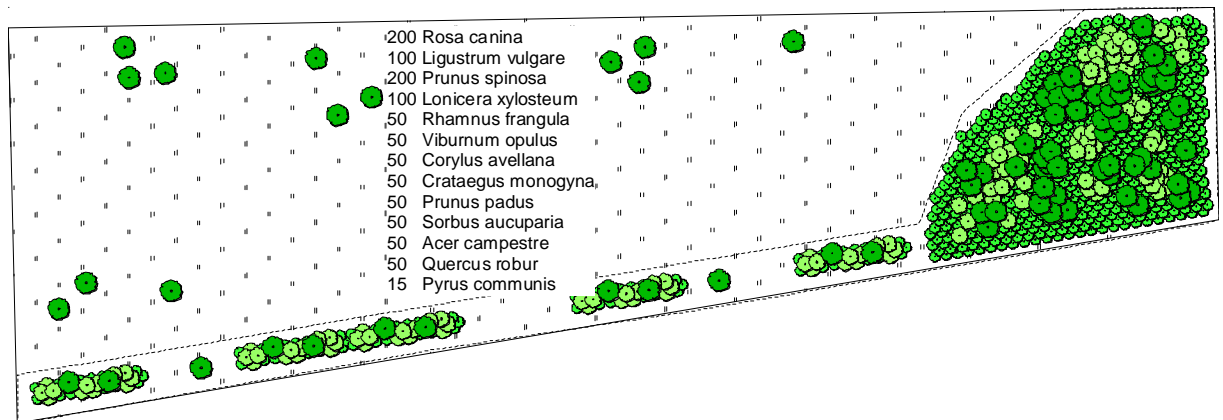 200 Rosa canina
100 Ligustrum vulgare
200 Prunus spinosa
100 Lonicera xylosteum
50 Rhamnus frangula
50 Viburnum opulus
50 Corylus avellana
50 Crataegus monogyna
50 Prunus padus
50 Sorbus aucuparia
50 Acer campestre
50 Quercus robur
15 Pyrus communis